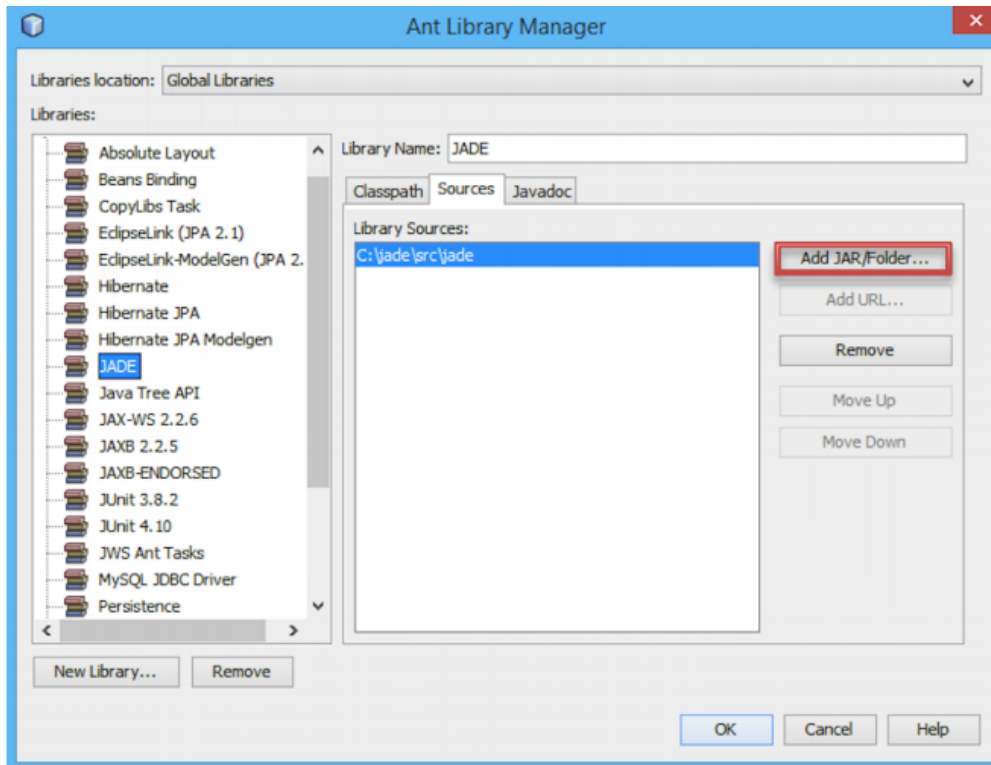 Ant Library Manager
Libraries location: Global Libraries
Libraries:
Absolute Layout
Beans Binding
CopyLibs Task
EclipseLink (JPA 2.1)
EclipseLink-ModelGen (JPA 2.
Hibernate
Hibernate JPA
Hibernate JPA Modelgen
JADE
Java Tree API
JAX-WS 2.2.6
JAXB 2.2.5
JAXB-ENDORSED
JUnit 3.8.2
JUnit 4.10
JWS Ant Tasks
MySQL JDBC Driver
Persistence
New Library...
Remove
Library Name: JADE
Classpath Sources Javadoc
Library Sources:
C:\jade\src\jade
Add JAR/Folder...
Add URL...
Remove
Move Up
Move Down
OK Cancel Help